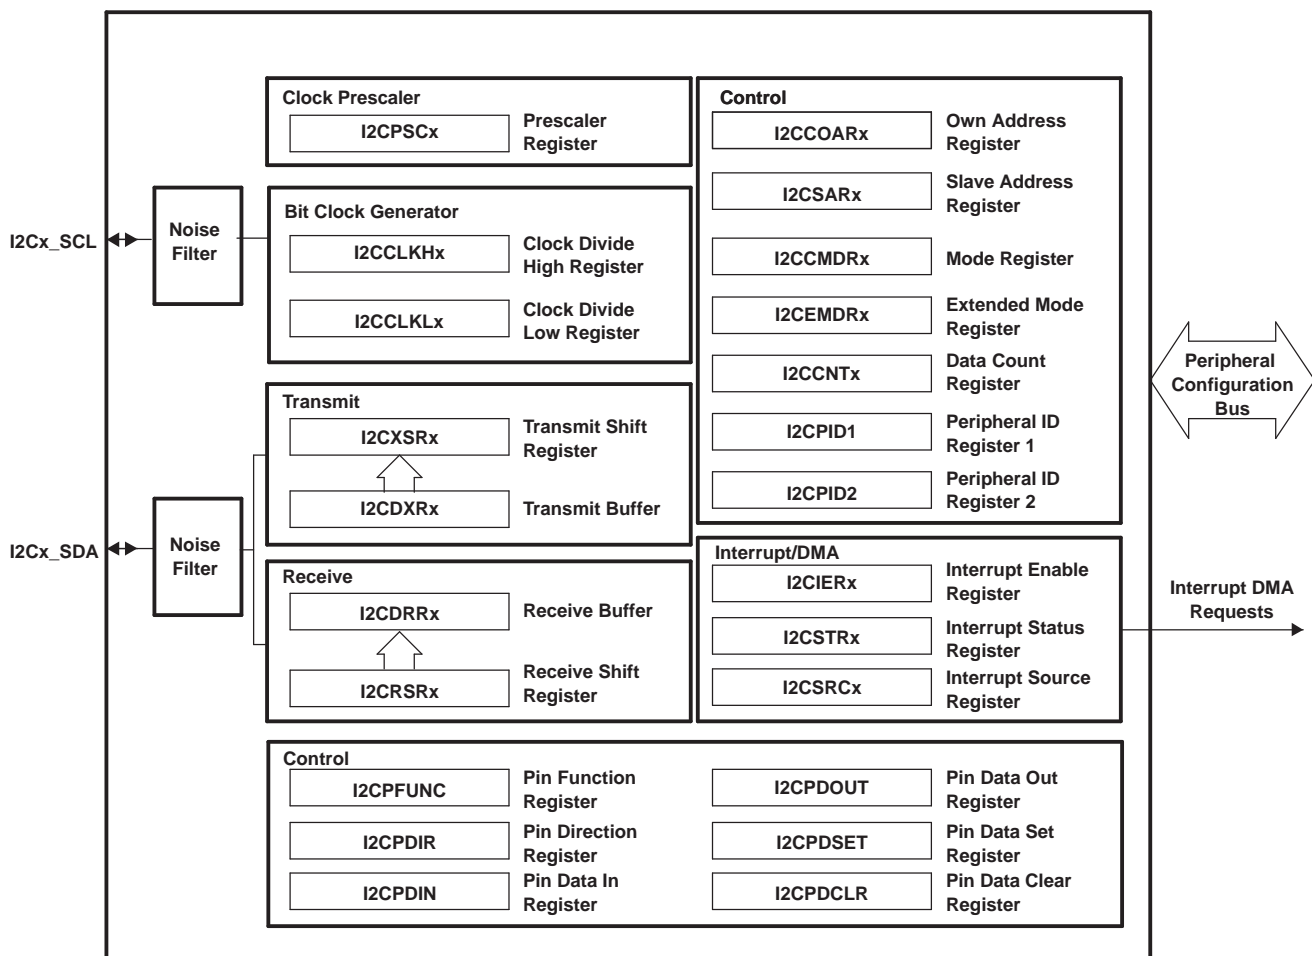 Clock Prescaler
I2CPSCx
Prescaler
Register
Bit Clock Generator
I2CCLKHx
Clock Divide
High Register
I2CCLKLx
Clock Divide
Low Register
I2Cx_SCL
Noise
Filter
Transmit
I2CXSRx
Transmit Shift
Register
I2CDXRx
Transmit Buffer
I2Cx_SDA
Noise
Filter
Receive
I2CDRRx
Receive Buffer
I2CRSRx
Receive Shift
Register
Control
I2CCOARx
Own Address
Register
I2CSARx
Slave Address
Register
I2CCMDRx
Mode Register
I2CEMDRx
Extended Mode
Register
I2CCNTx
Data Count
Register
I2CPID1
Peripheral ID
Register 1
I2CPID2
Peripheral ID
Register 2
Peripheral
Configuration
Bus
Interrupt/DMA
I2CIERx
Interrupt Enable
Register
I2CSTRx
Interrupt Status
Register
I2CSRCx
Interrupt Source
Register
Interrupt DMA
Requests
Control
I2CPFUNC
Pin Function
Register
I2CPDIR
Pin Direction
Register
I2CPDIN
Pin Data In
Register
I2CPDOUT
Pin Data Out
Register
I2CPDSET
Pin Data Set
Register
I2CPDCLR
Pin Data Clear
Register